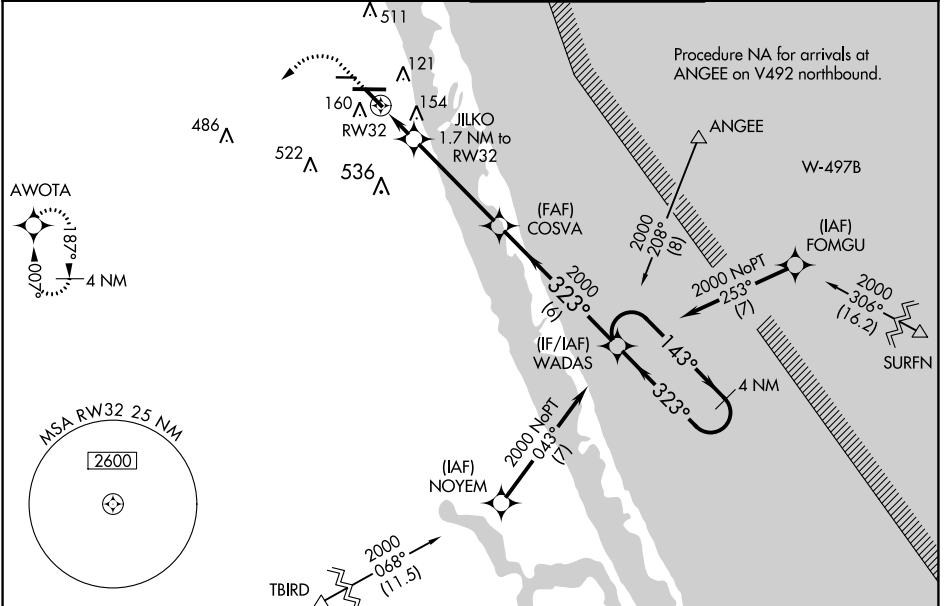 511
Procedure NA for arrivals at
ANGEE on V492 northbound.
121
160
154
RW32
JILKO
1.7 NM to
RW32
ANGEE
486
522
536
W-497B
AWOTA
187°
007°
4 NM
(FAF)
COSVA
2000
208°
(8)
(IAF)
FOMGU
2000 NoPT
253°
(7)
2000
306°
(16.2)
SURFN
2000
323°
(6)
(IF/IAF)
WADAS
143°
323°
4 NM
MSA RW32 25 NM
2600
2000 NoPT
043°
(7)
(IAF)
NOYEM
2000
068°
(11.5)
TBIRD